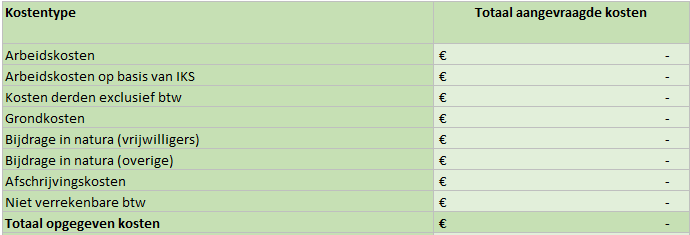 Kostentype Totaal aangevraagde kosten
Arbeidskosten € -
Arbeidskosten op basis van IKS € -
Kosten derden exclusief btw € -
Grondkosten € -
Bijdrage in natura (vrijwilligers) € -
Bijdrage in natura (overige) € -
Afschrijvingskosten € -
Niet verrekenbare btw € -
Totaal opgegeven kosten € -